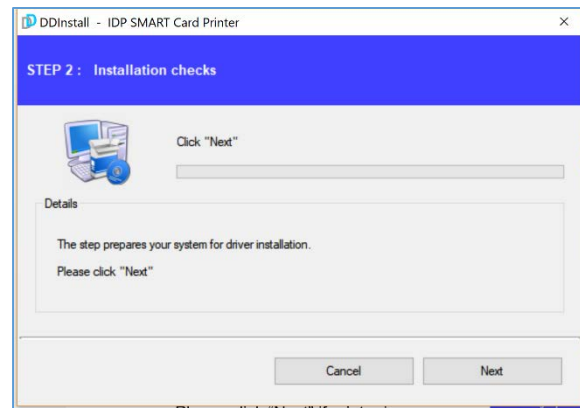 DDInstall - IDP SMART Card Printer
STEP 2 : Installation checks
Click "Next"
Details
The step prepares your system for driver installation.
Please click "Next"
Cancel Next